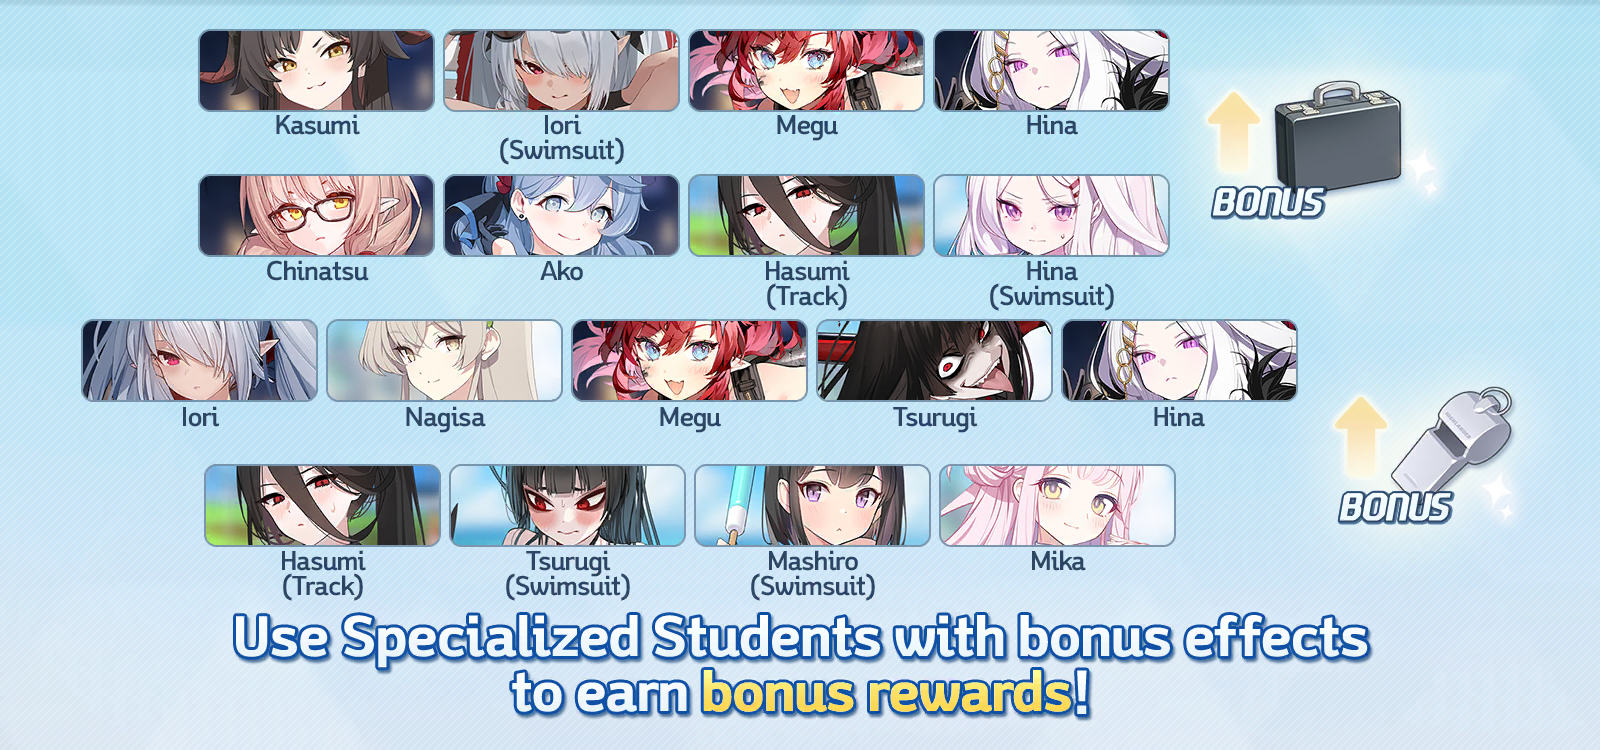 Kasumi
Iori
(Swimsuit)
Megu
Hina
BONUS
Chinatsu
Ako
Hasumi
(Track)
Hina
(Swimsuit)
Iori
Nagisa
Megu
Tsurugi
Hina
BONUS
Hasumi
(Track)
Tsurugi
(Swimsuit)
Mashiro
(Swimsuit)
Mika
Use Specialized Students with bonus effects
to earn bonus rewards!